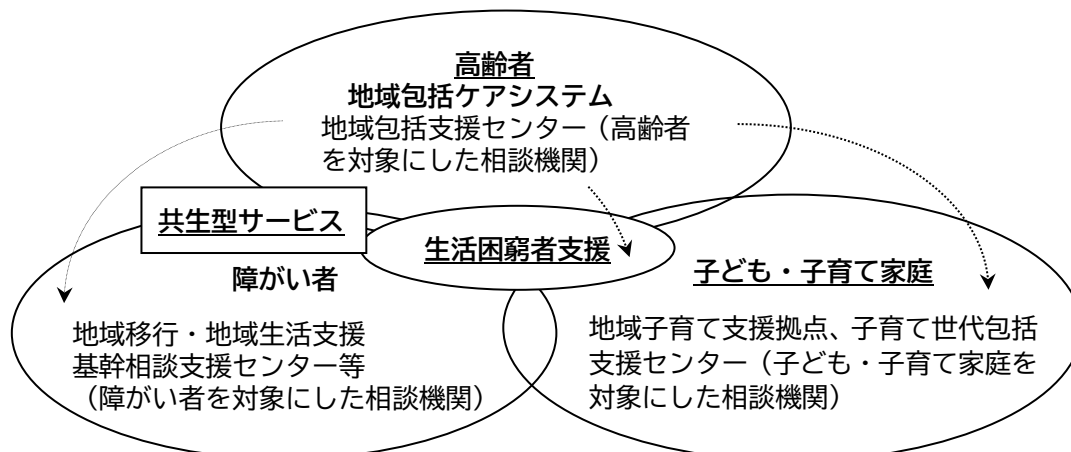 高齢者
地域包括ケアシステム
地域包括支援センター（高齢者
を対象にした相談機関）
共生型サービス
生活困窮者支援
障がい者
子ども・子育て家庭
地域移行・地域生活支援
基幹相談支援センター等
（障がい者を対象にした相談機関）
地域子育て支援拠点、子育て世代包括
支援センター（子ども・子育て家庭を
対象にした相談機関）